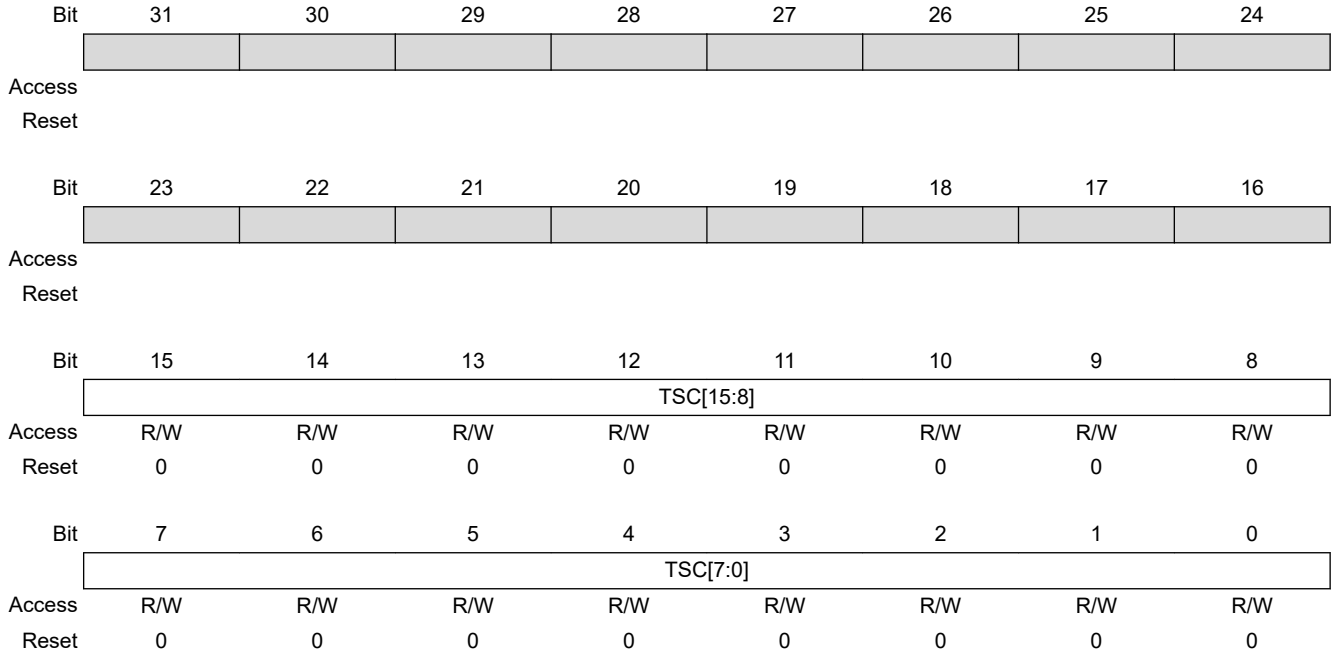 Bit 31 30 29 28 27 26 25 24
Access
Reset
Bit 23 22 21 20 19 18 17 16
Access
Reset
Bit 15 14 13 12 11 10 9 8
TSC[15:8]
Access R/W R/W R/W R/W R/W R/W R/W R/W
Reset 0 0 0 0 0 0 0 0
Bit 7 6 5 4 3 2 1 0
TSC[7:0]
Access R/W R/W R/W R/W R/W R/W R/W R/W
Reset 0 0 0 0 0 0 0 0